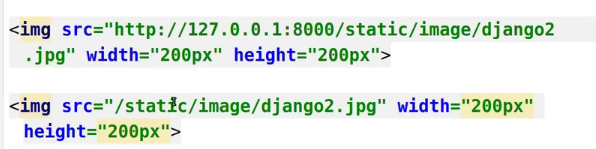 <img src="http://127.0.0.1:8000/static/image/django2
.jpg" width="200px" height="200px">
<img src="/static/image/django2.jpg" width="200px"
height="200px">